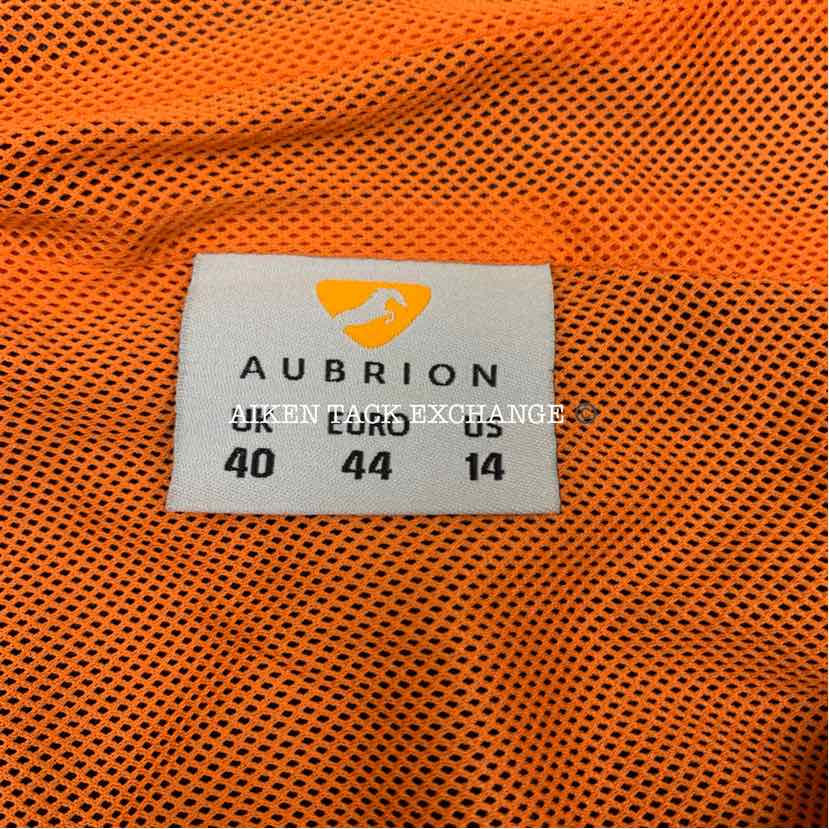 AUBRION
AIKEN TACK EXCHANGE ©
UK EURO US
40 44 14